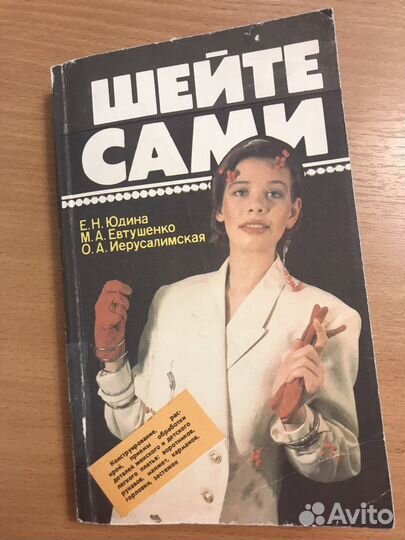 ШЕЙТЕ
САМИ
Е.Н. Юдина
М.А. Евтушенко
О.А. Иерусалимская
Конструирование, рас-
крой, приемы обработки
деталей женского и детского
легкого платья: воротников,
рукавов, манжет, карманов,
горловин, застежек
Avito